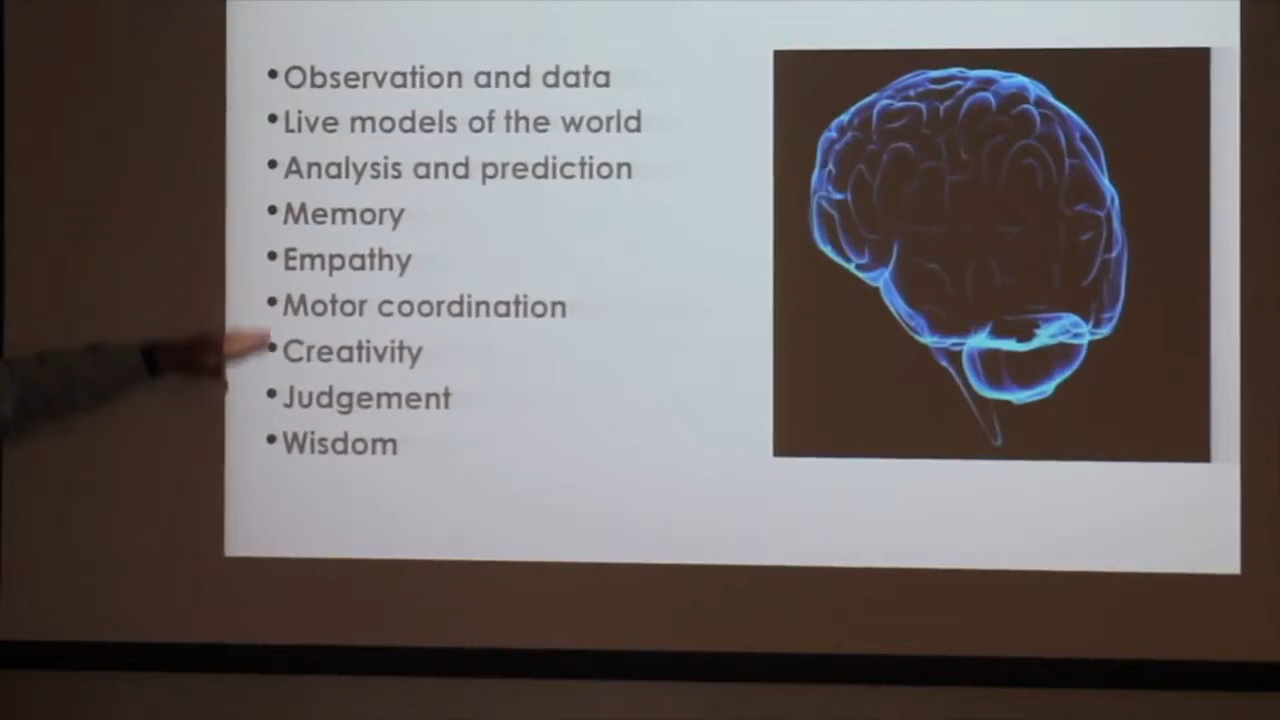 •Observation and data
•Live models of the world
•Analysis and prediction
•Memory
•Empathy
•Motor coordination
•Creativity
•Judgement
•Wisdom